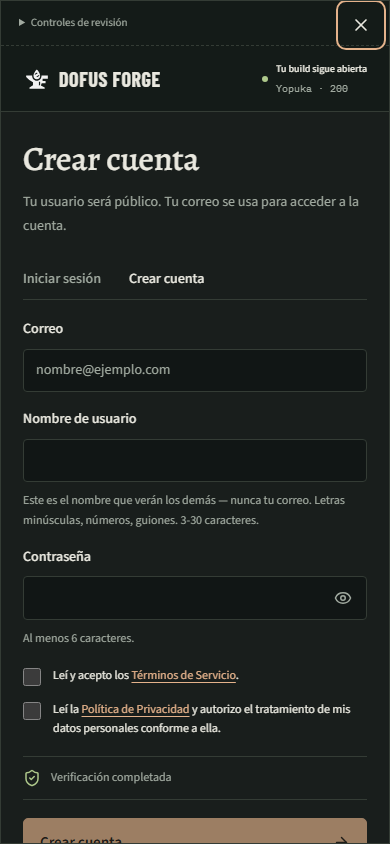 Controles de revisión
DOFUS FORGE
Tu build sigue abierta
Yopuka · 200
Crear cuenta
Tu usuario será público. Tu correo se usa para acceder a la
cuenta.
Iniciar sesión
Crear cuenta
Correo
nombre@ejemplo.com
Nombre de usuario
Este es el nombre que verán los demás — nunca tu correo. Letras
minúsculas, números, guiones. 3-30 caracteres.
Contraseña
Al menos 6 caracteres.
Leí y acepto los Términos de Servicio.
Leí la Política de Privacidad y autorizo el tratamiento de mis
datos personales conforme a ella.
Verificación completada
Crear cuenta